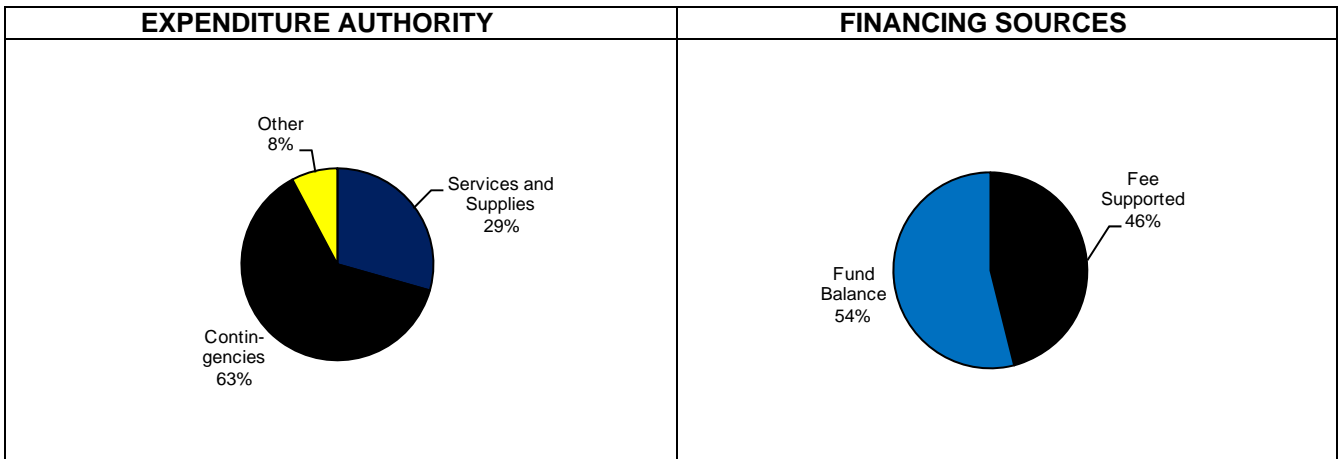 EXPENDITURE AUTHORITY
Other
8%
Services and
Supplies
29%
Contin-
gencies
63%
FINANCING SOURCES
Fee
Supported
46%
Fund
Balance
54%